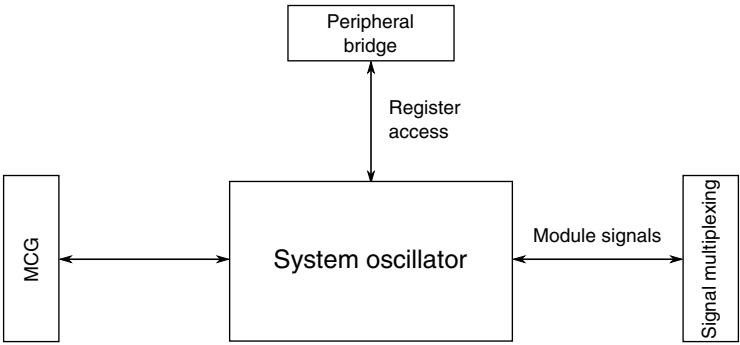 Peripheral
bridge
Register
access
MCG
System oscillator
Module signals
Signal multiplexing